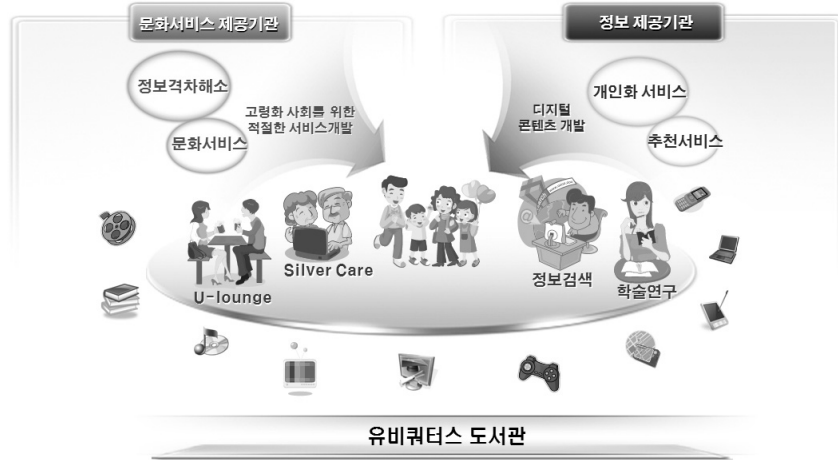 문화서비스 제공기관
정보 제공기관
정보격차해소
문화서비스
고령화 사회를 위한
적절한 서비스개발
디지털
콘텐츠 개발
개인화 서비스
추천서비스
U-lounge
Silver Care
정보검색
학술연구
유비쿼터스 도서관